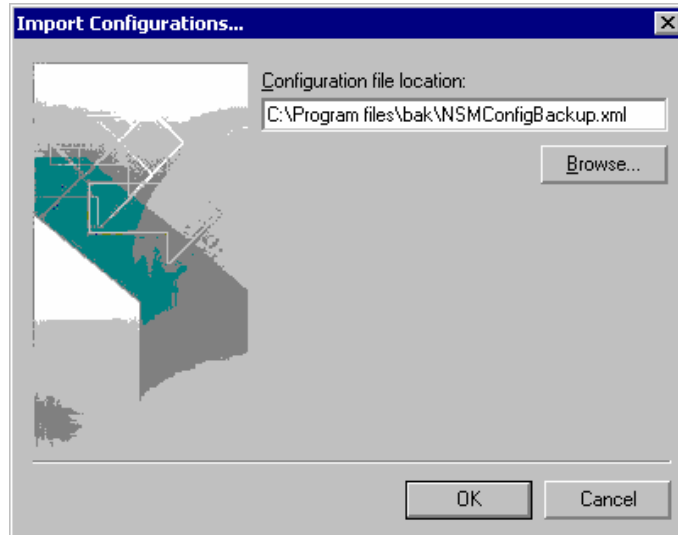 Import Configurations...
Configuration file location:
C:\Program files\bak\NSMConfigBackup.xml
Browse...
OK
Cancel